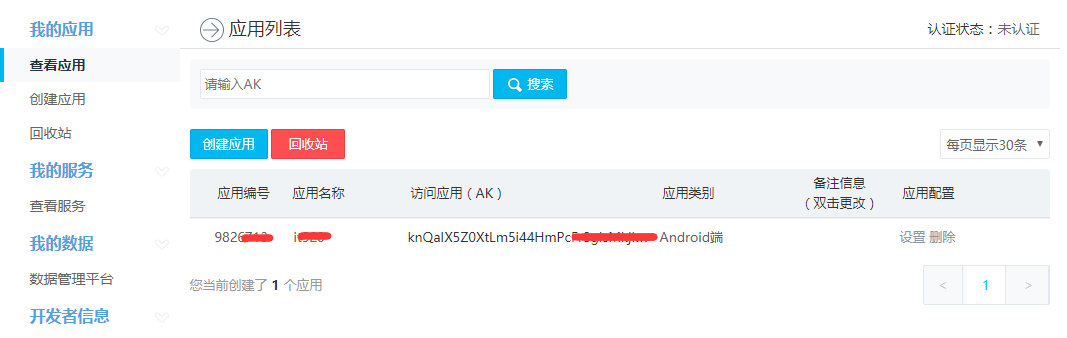 我的应用
查看应用
创建应用
回收站
我的服务
查看服务
我的数据
数据管理平台
开发者信息
应用列表
认证状态：未认证
请输入AK
搜索
创建应用 回收站
每页显示30条
应用编号 应用名称 访问应用（AK） 应用类别 备注信息（双击更改） 应用配置
9826 knQalX5Z0XtLm5i44HmPc Android端 设置 删除
您当前创建了 1 个应用
< 1 >